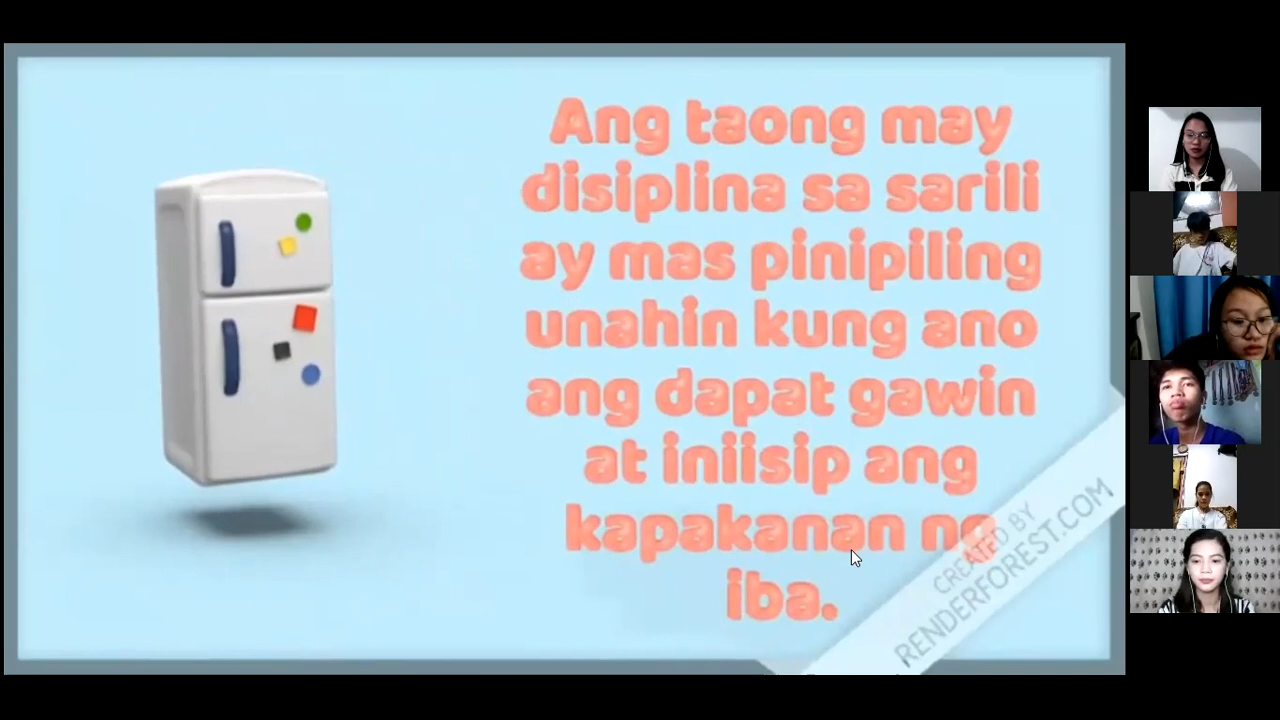 Ang taong may
disiplina sa sarili
ay mas pinipiling
unahin kung ano
ang dapat gawin
at iniisip ang
kapakanan ng
iba.
CREATED BY
RENDERFOREST.COM